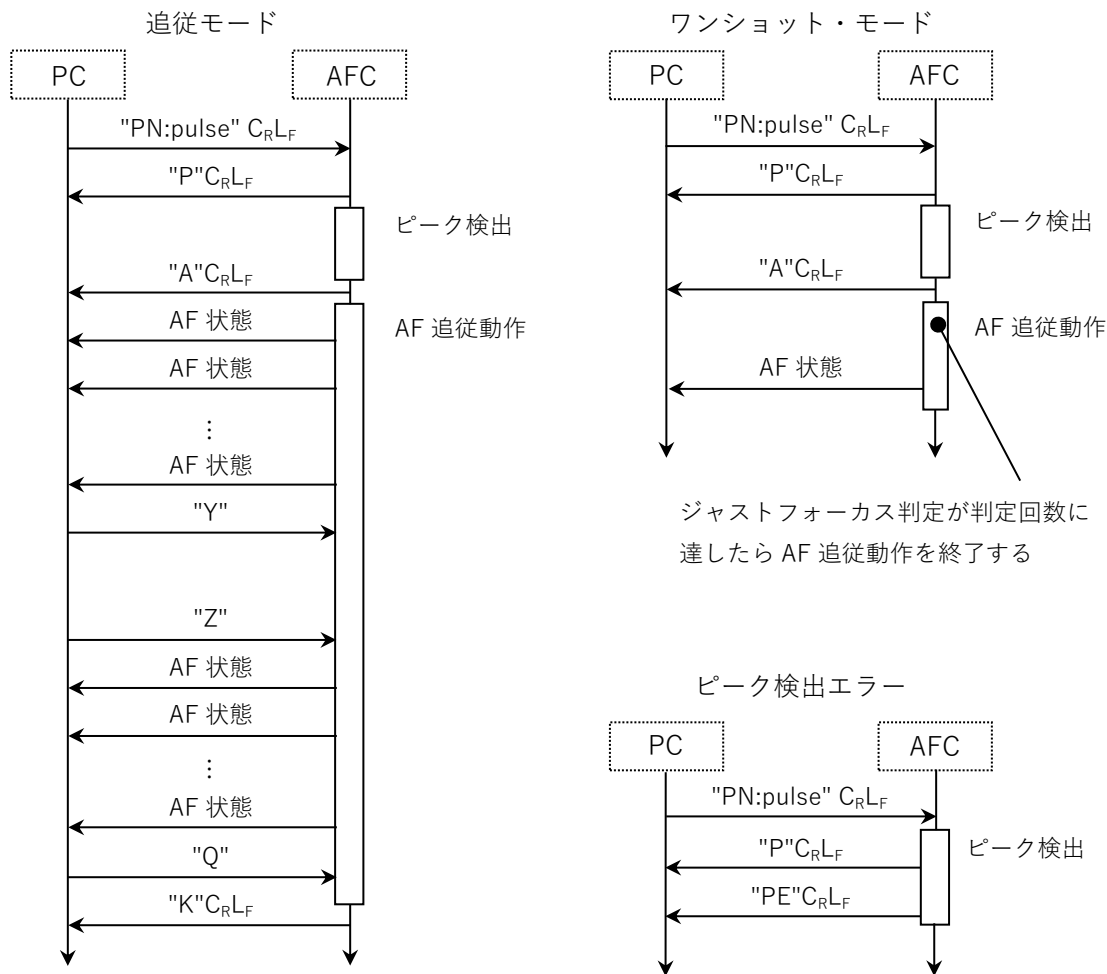 追従モード
PC
AFC
"PN:pulse" CRLF
"P"CRLF
ピーク検出
"A"CRLF
AF 状態
AF 追従動作
AF 状態
⋮
AF 状態
"Y"
"Z"
AF 状態
AF 状態
⋮
AF 状態
"Q"
"K"CRLF
ワンショット・モード
PC
AFC
"PN:pulse" CRLF
"P"CRLF
ピーク検出
"A"CRLF
AF 追従動作
AF 状態
ジャストフォーカス判定が判定回数に
達したら AF 追従動作を終了する
ピーク検出エラー
PC
AFC
"PN:pulse" CRLF
"P"CRLF
ピーク検出
"PE"CRLF